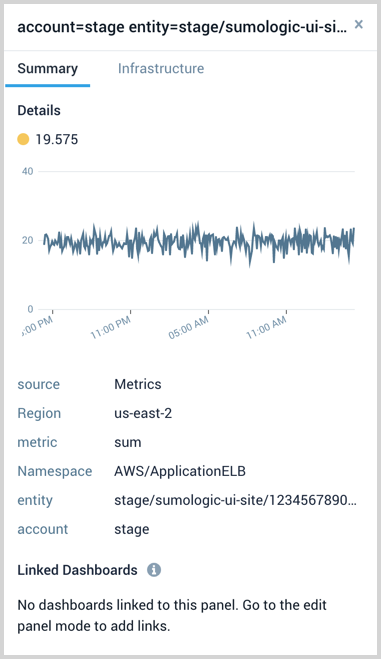 account=stage entity=stage/sumologic-ui-si... ×
Summary Infrastructure
Details
19.575
40
20
0
:00 PM 11:00 PM 05:00 AM 11:00 AM
source Metrics
Region us-east-2
metric sum
Namespace AWS/ApplicationELB
entity stage/sumologic-ui-site/1234567890...
account stage
Linked Dashboards
No dashboards linked to this panel. Go to the edit
panel mode to add links.